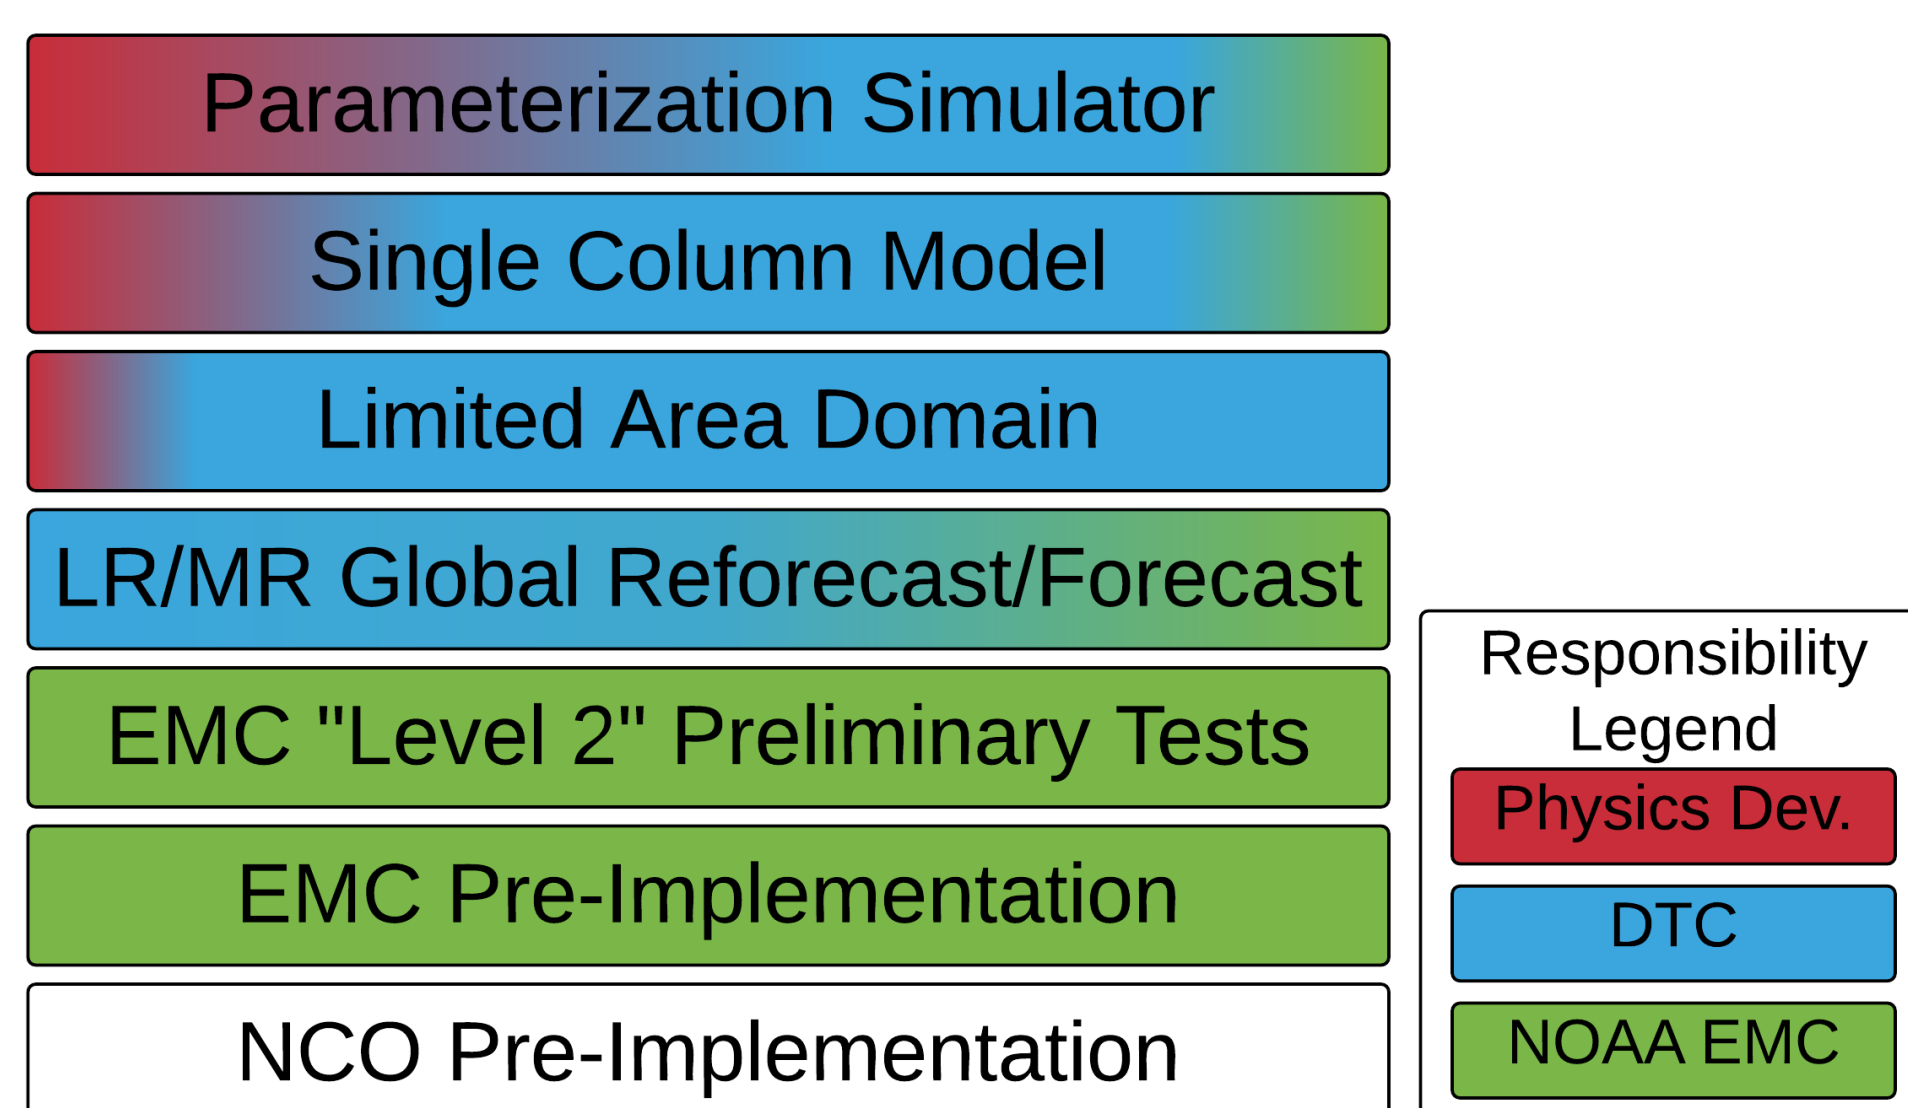 Parameterization Simulator
Single Column Model
Limited Area Domain
LR/MR Global Reforecast/Forecast
EMC "Level 2" Preliminary Tests
EMC Pre-Implementation
NCO Pre-Implementation
Responsibility
Legend
Physics Dev.
DTC
NOAA EMC